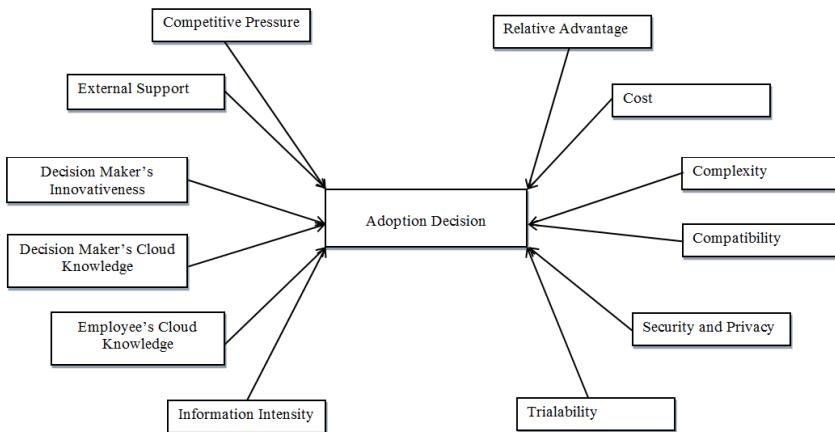 Competitive Pressure
Relative Advantage
External Support
Cost
Decision Maker's
Innovativeness
Complexity
Adoption Decision
Decision Maker's Cloud
Knowledge
Compatibility
Employee's Cloud
Knowledge
Security and Privacy
Information Intensity
Trialability